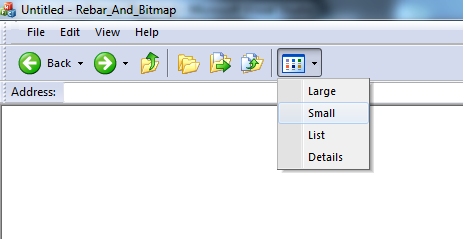 Untitled - Rebar_And_Bitmap
File Edit View Help
Back
Address:
Large
Small
List
Details